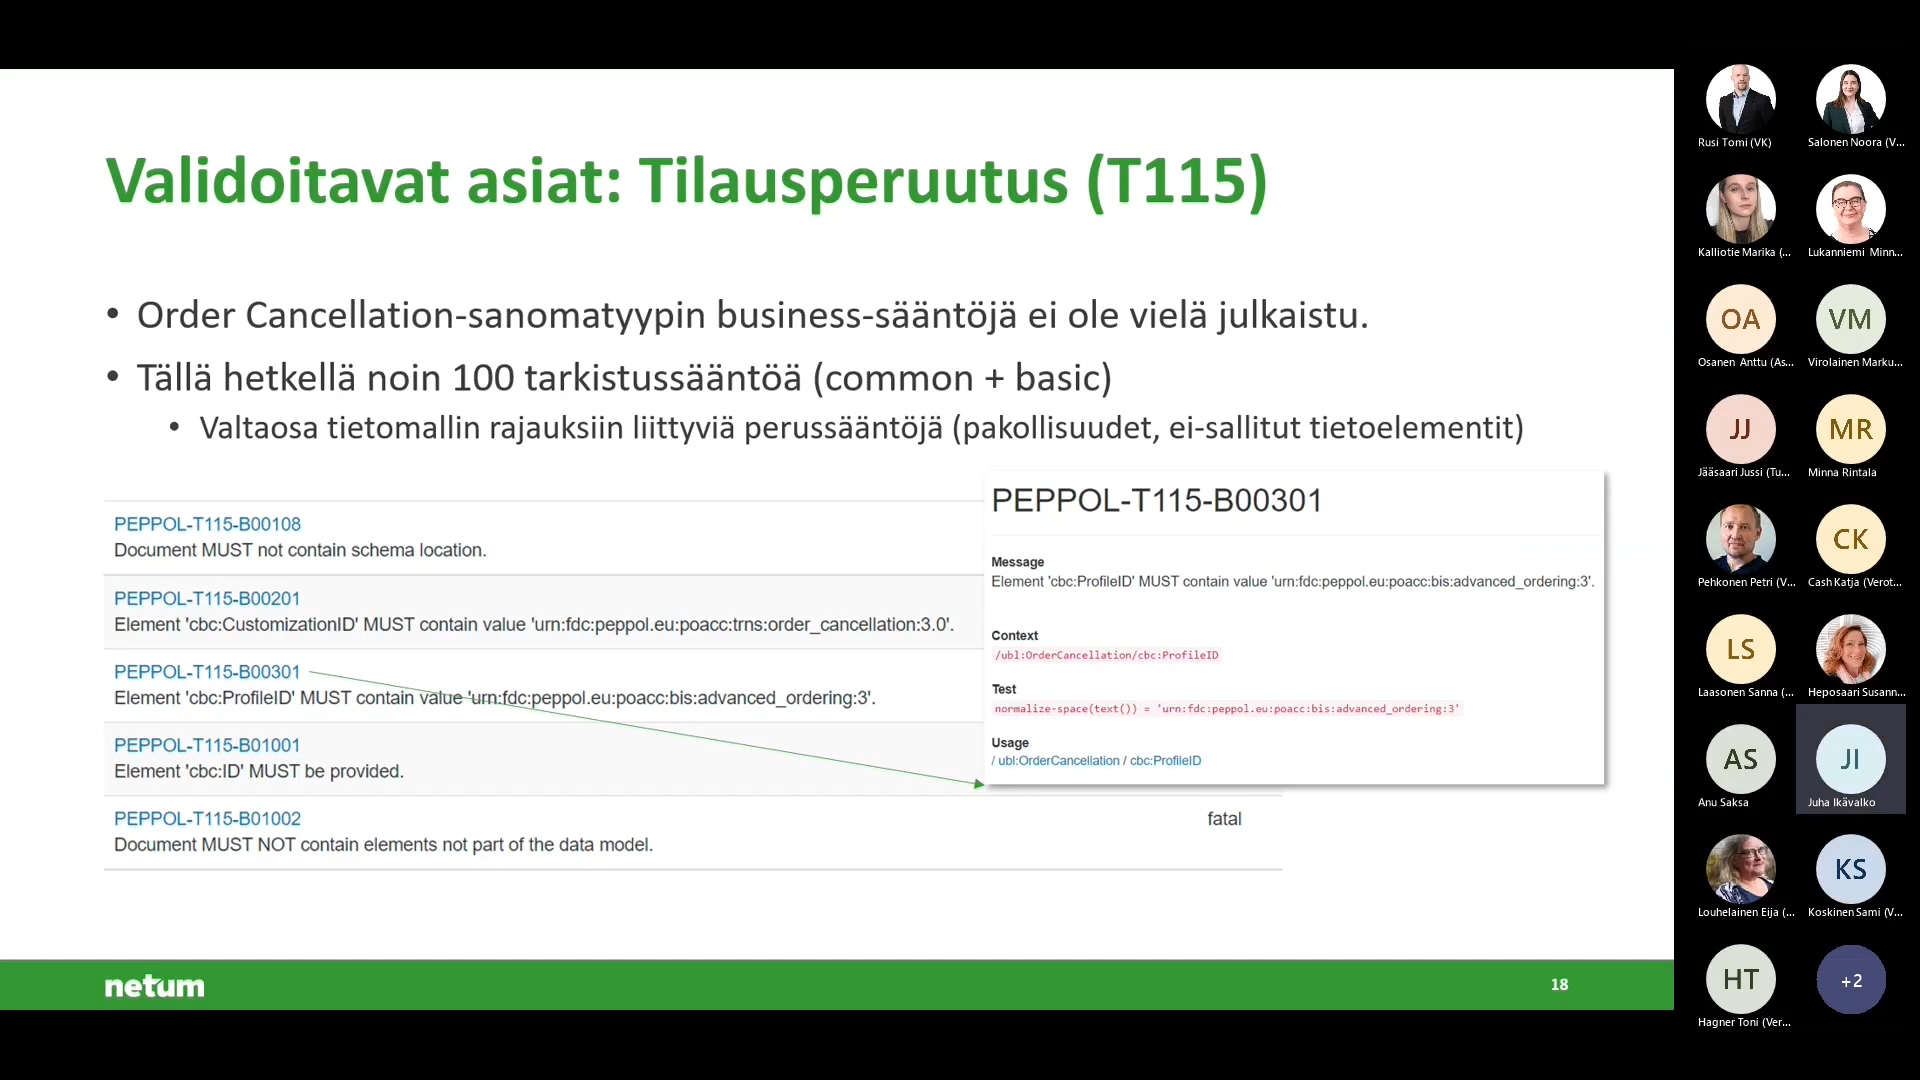 Validoitavat asiat: Tilausperuutus (T115)
• Order Cancellation-sanomatyypin business-sääntöjä ei ole vielä julkaistu.
• Tällä hetkellä noin 100 tarkistussääntöä (common + basic)
• Valtaosa tietomallin rajauksiin liittyviä perussääntöjä (pakollisuudet, ei-sallitut tietoelementit)
PEPPOL-T115-B00108
Document MUST not contain schema location.
PEPPOL-T115-B00201
Element 'cbc:CustomizationID' MUST contain value 'urn:fdc:peppol.eu:poacc:trns:order_cancellation:3.0'.
PEPPOL-T115-B00301
Element 'cbc:ProfileID' MUST contain value 'urn:fdc:peppol.eu:poacc:bis:advanced_ordering:3'.
PEPPOL-T115-B01001
Element 'cbc:ID' MUST be provided.
PEPPOL-T115-B01002
fatal
Document MUST NOT contain elements not part of the data model.
PEPPOL-T115-B00301
Message
Element 'cbc:ProfileID' MUST contain value 'urn:fdc:peppol.eu:poacc:bis:advanced_ordering:3'.
Context
/ubl:OrderCancellation/cbc:ProfileID
Test
normalize-space(text()) = 'urn:fdc:peppol.eu:poacc:bis:advanced_ordering:3'
Usage
/ ubl:OrderCancellation / cbc:ProfileID
netum
18
Rusi Tomi (VK)
Salonen Noora (V...
Kalliotie Marika (...
Lukanniemi Minn...
OA
VM
Osanen Anttu (As...
Virolainen Marku...
JJ
MR
Jääsaari Jussi (Tu...
Minna Rintala
CK
Pehkonen Petri (V...
Cash Katja (Verot...
LS
Laasonen Sanna (...
Heposaari Susann...
AS
JI
Anu Saksa
Juha Ikävalko
KS
Louhelainen Eija (...
Koskinen Sami (V...
HT
+2
Hagner Toni (Ver...